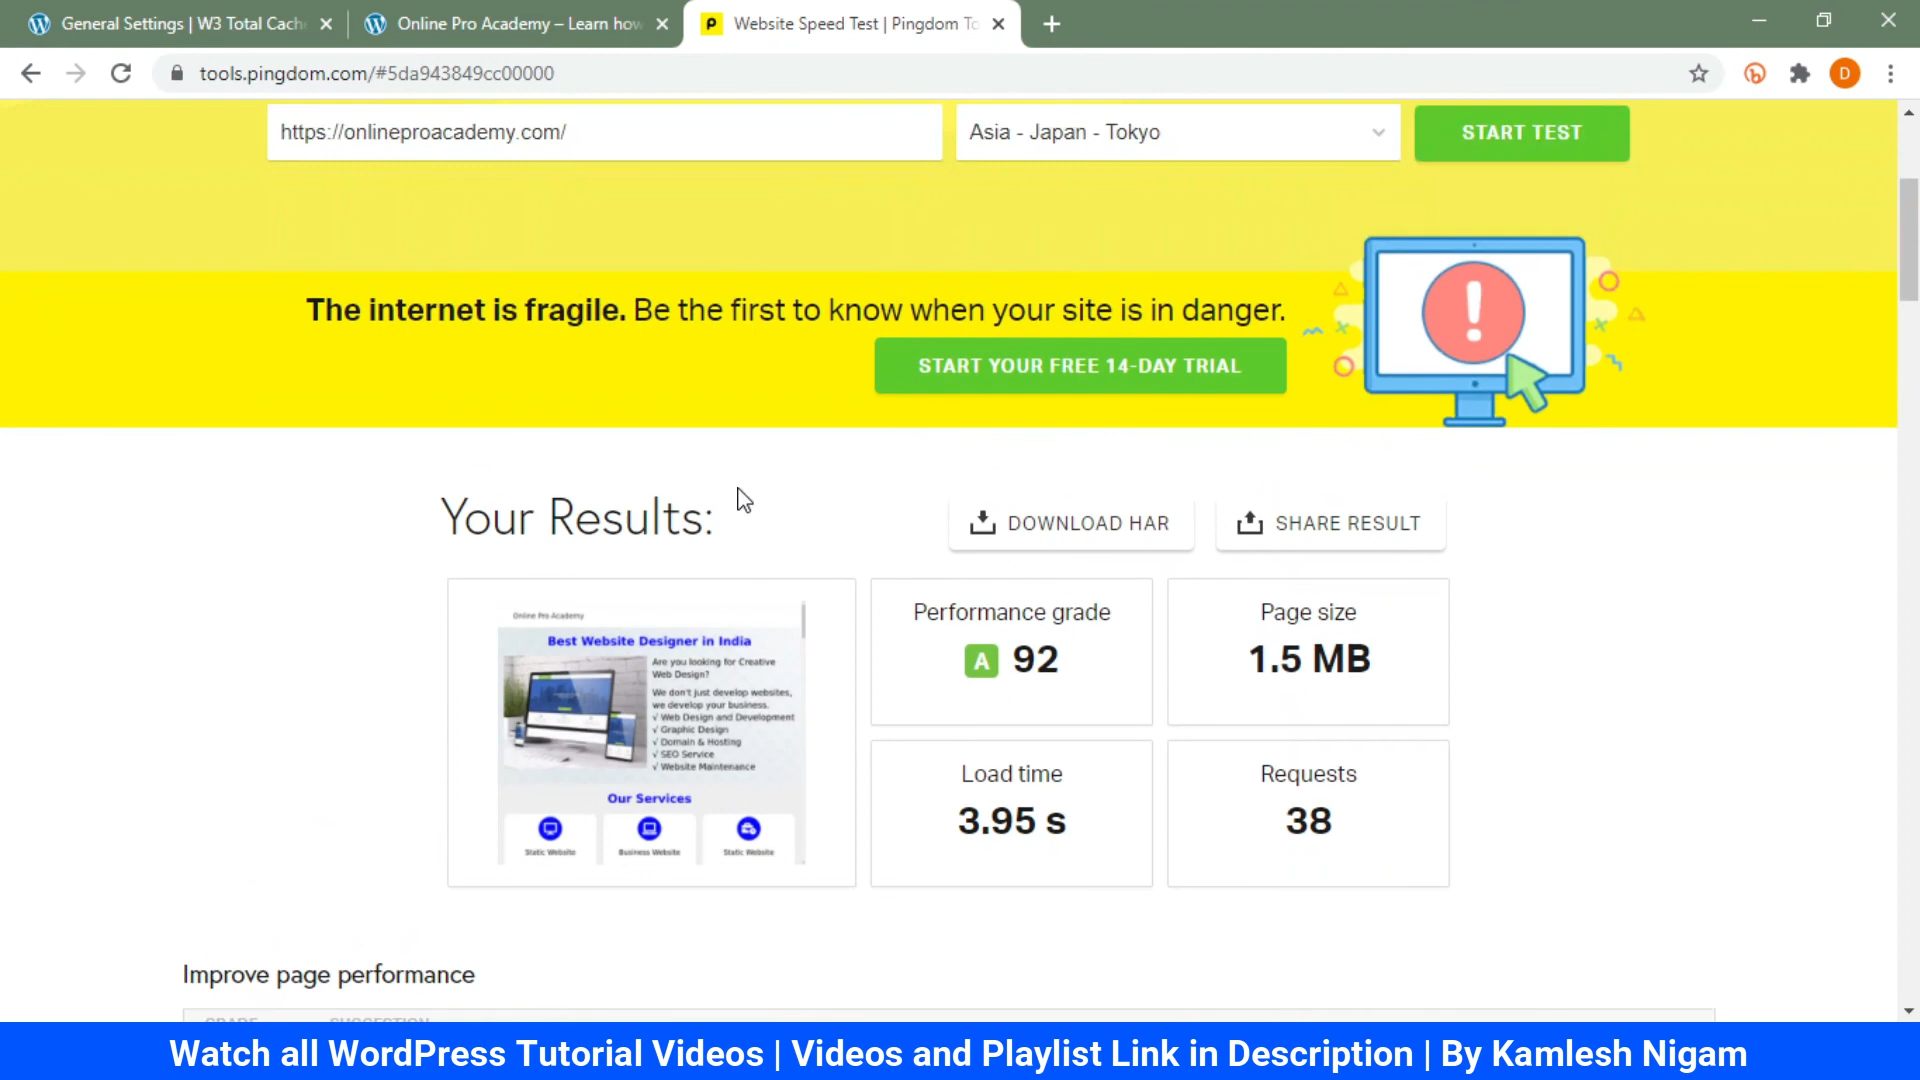 General Settings | W3 Total Cach
Online Pro Academy – Learn how
Website Speed Test | Pingdom To
tools.pingdom.com/#5da943849cc00000
D
https://onlineproacademy.com/
Asia - Japan - Tokyo
START TEST
The internet is fragile. Be the first to know when your site is in danger.
START YOUR FREE 14-DAY TRIAL
Your Results:
DOWNLOAD HAR
SHARE RESULT
Online Pro Academy
Best Website Designer in India
Are you looking for Creative
Web Design?
We don't just develop websites,
we develop your business.
√ Web Design and Development
√ Graphic Design
√ Domain & Hosting
√ SEO Service
√ Website Maintenance
Our Services
Static Website
Business Website
Static Website
Performance grade
A 92
Page size
1.5 MB
Load time
3.95 s
Requests
38
Improve page performance
GRADE
SUGGESTION
Watch all WordPress Tutorial Videos | Videos and Playlist Link in Description | By Kamlesh Nigam